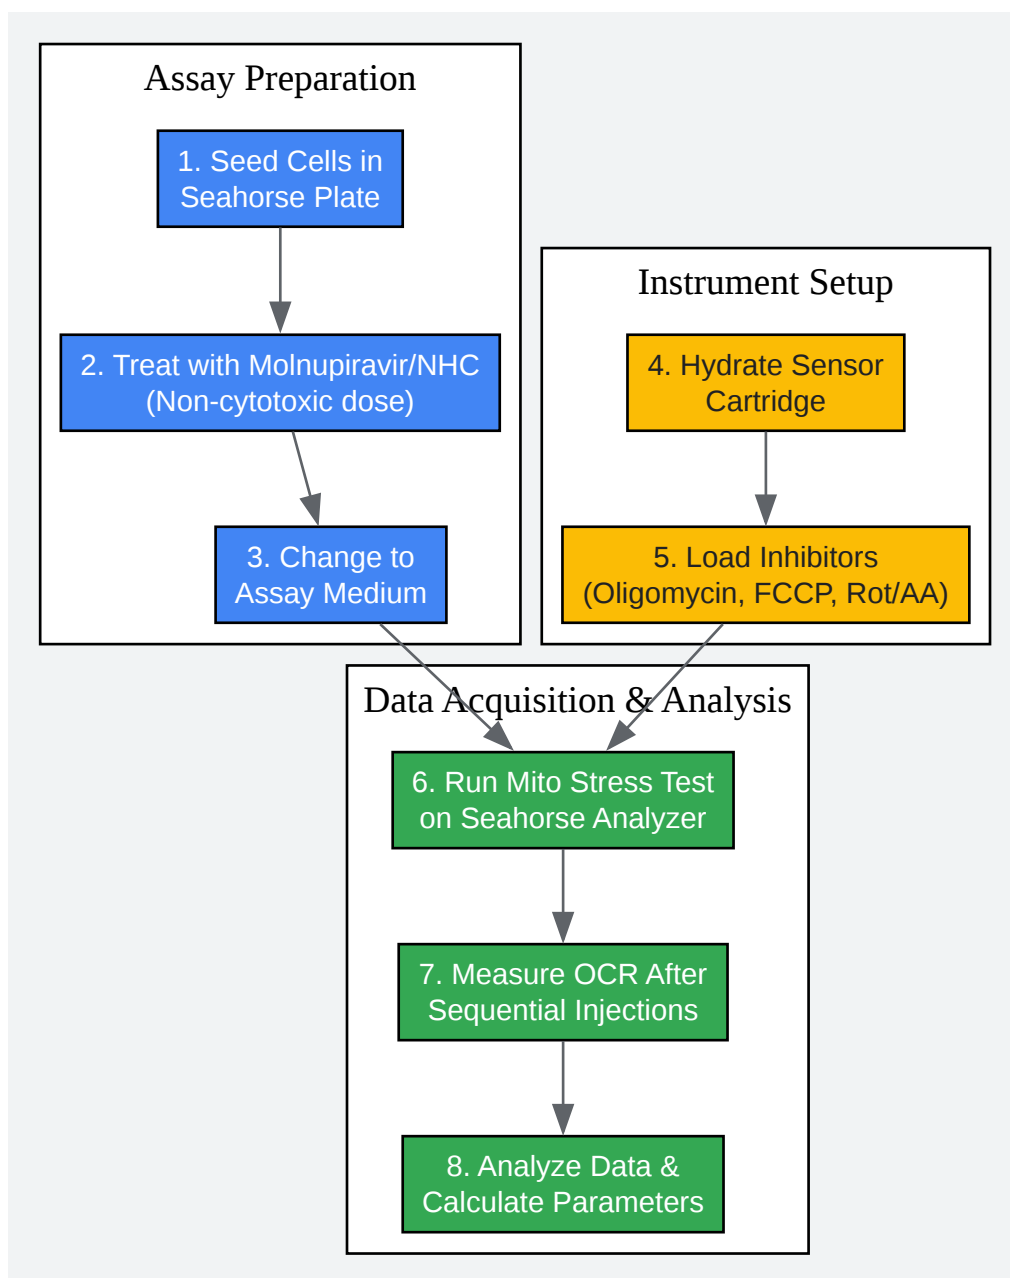 Assay Preparation
1. Seed Cells in
Seahorse Plate
2. Treat with Molnupiravir/NHC
(Non-cytotoxic dose)
3. Change to
Assay Medium
Instrument Setup
4. Hydrate Sensor
Cartridge
5. Load Inhibitors
(Oligomycin, FCCP, Rot/AA)
Data Acquisition & Analysis
6. Run Mito Stress Test
on Seahorse Analyzer
7. Measure OCR After
Sequential Injections
8. Analyze Data &
Calculate Parameters